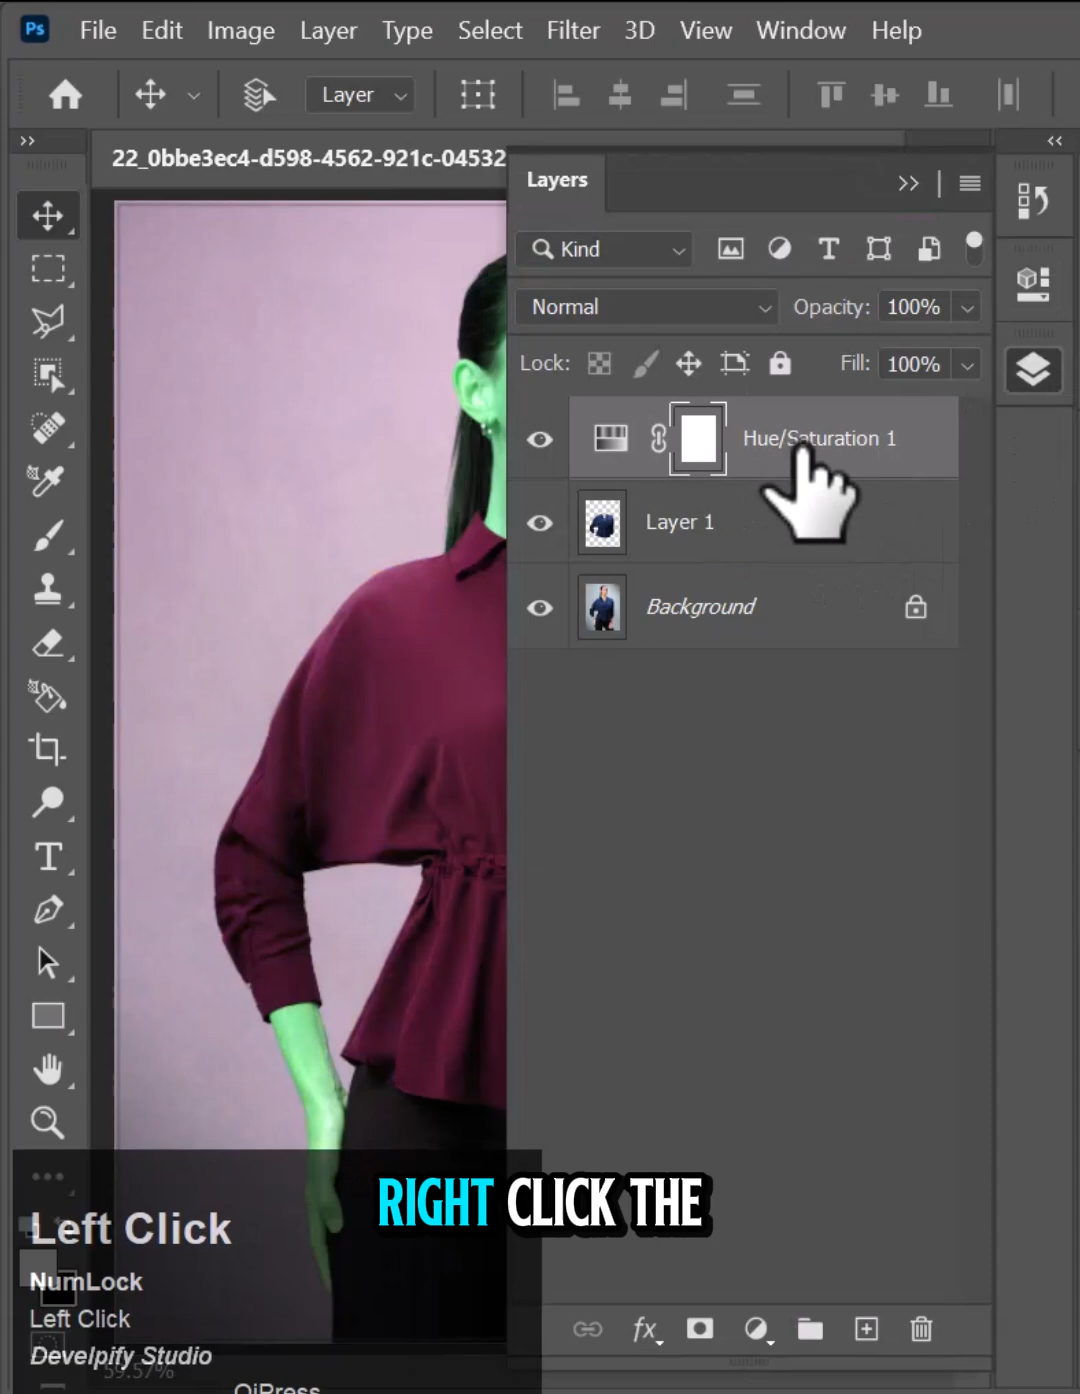 Ps File Edit Image Layer Type Select Filter 3D View Window Help
Layer
22_0bbe3ec4-d598-4562-921c-04532
Layers
Kind
Normal Opacity: 100%
Lock: Fill: 100%
Hue/Saturation 1
Layer 1
Background
RIGHT CLICK THE
Left Click
NumLock
Left Click
Develpify Studio
59.57%
QiPress